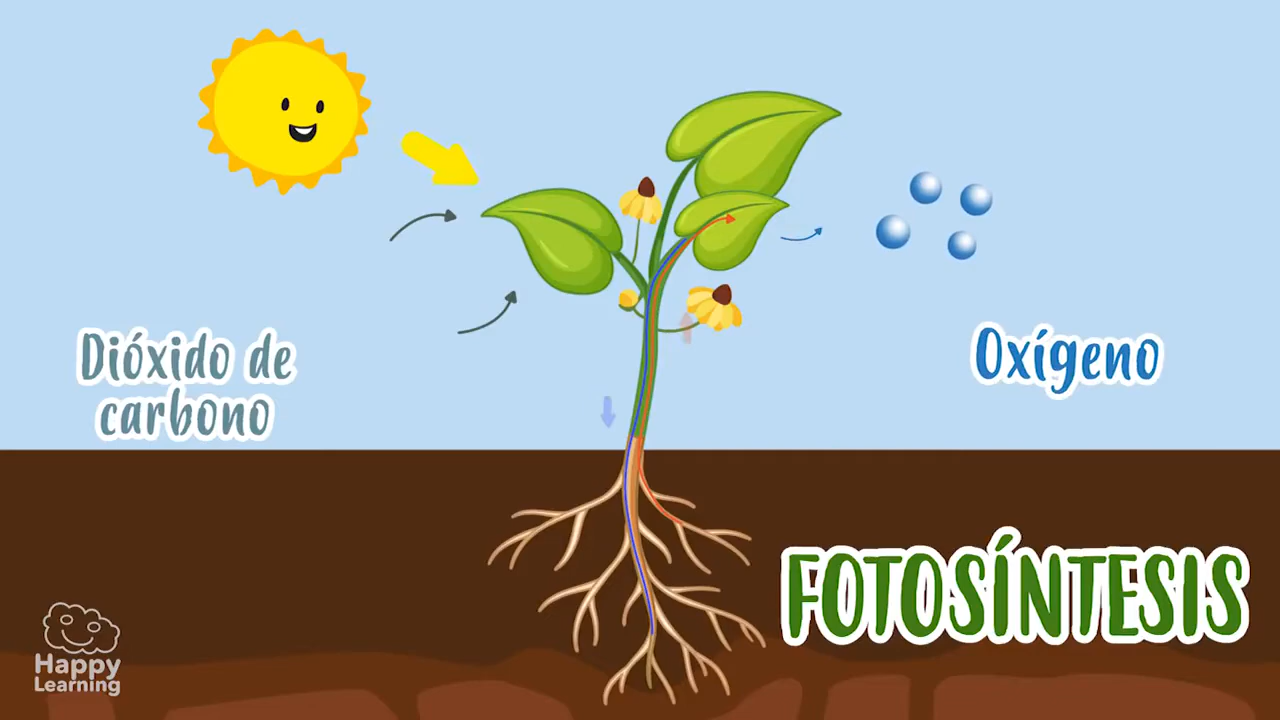 Dióxido de
carbono
Oxígeno
FOTOSÍNTESIS
Happy
Learning